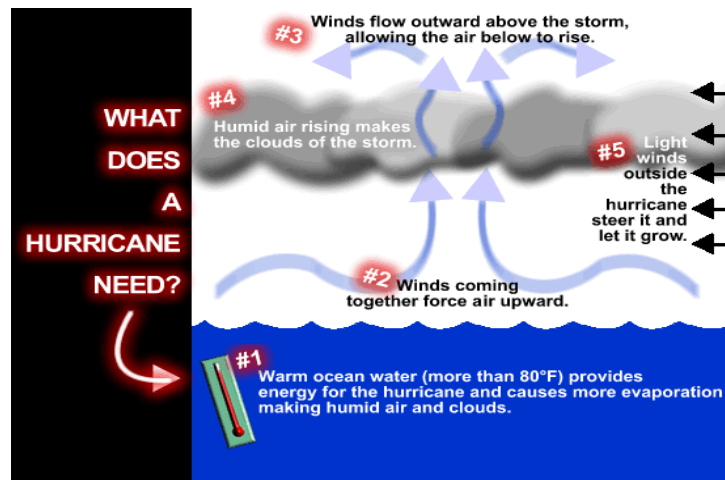 WHAT
DOES
A
HURRICANE
NEED?
#1
Warm ocean water (more than 80°F) provides
energy for the hurricane and causes more evaporation
making humid air and clouds.
#2
Winds coming
together force air upward.
#3
Winds flow outward above the storm,
allowing the air below to rise.
#4
Humid air rising makes
the clouds of the storm.
#5
Light
winds
outside
the
hurricane
steer it and
let it grow.